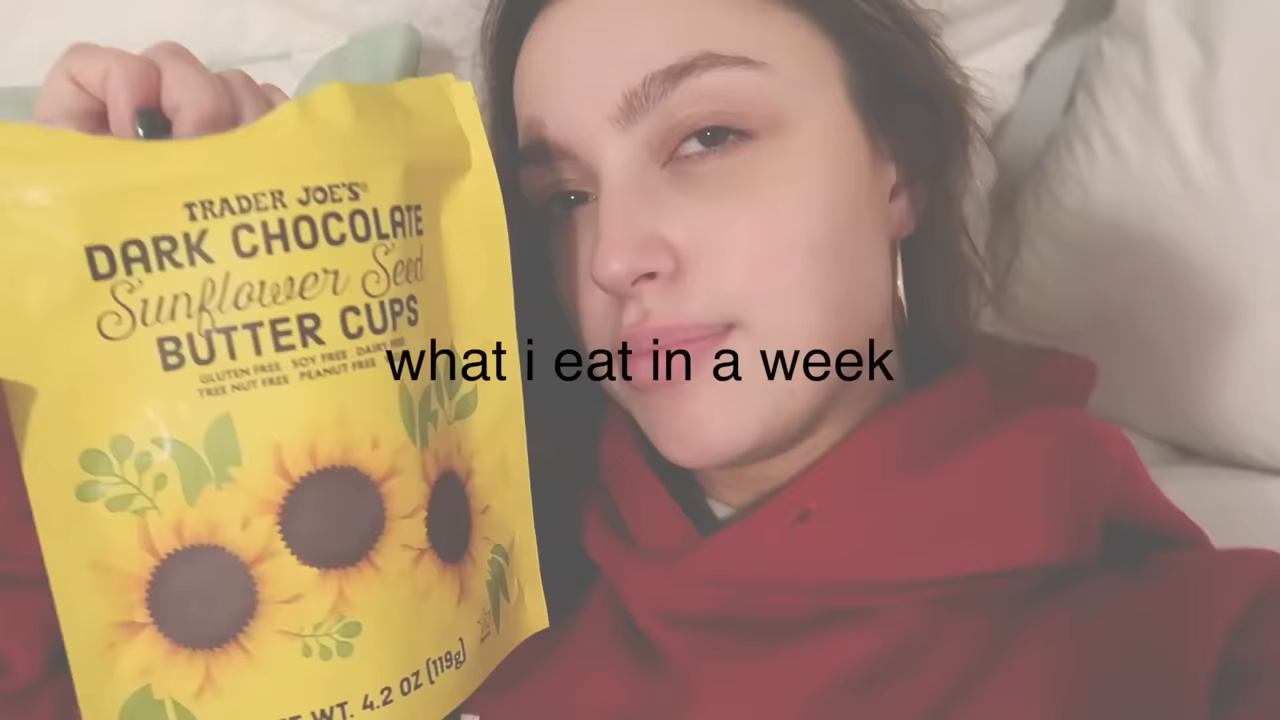 TRADER JOE'S®
DARK CHOCOLATE
Sunflower Seed
BUTTER CUPS
GLUTEN FREE . SOY FREE . DAIRY
TREE NUT FREE PEANUT FREE
what i eat in a week
WT. 4.2 OZ (119g)